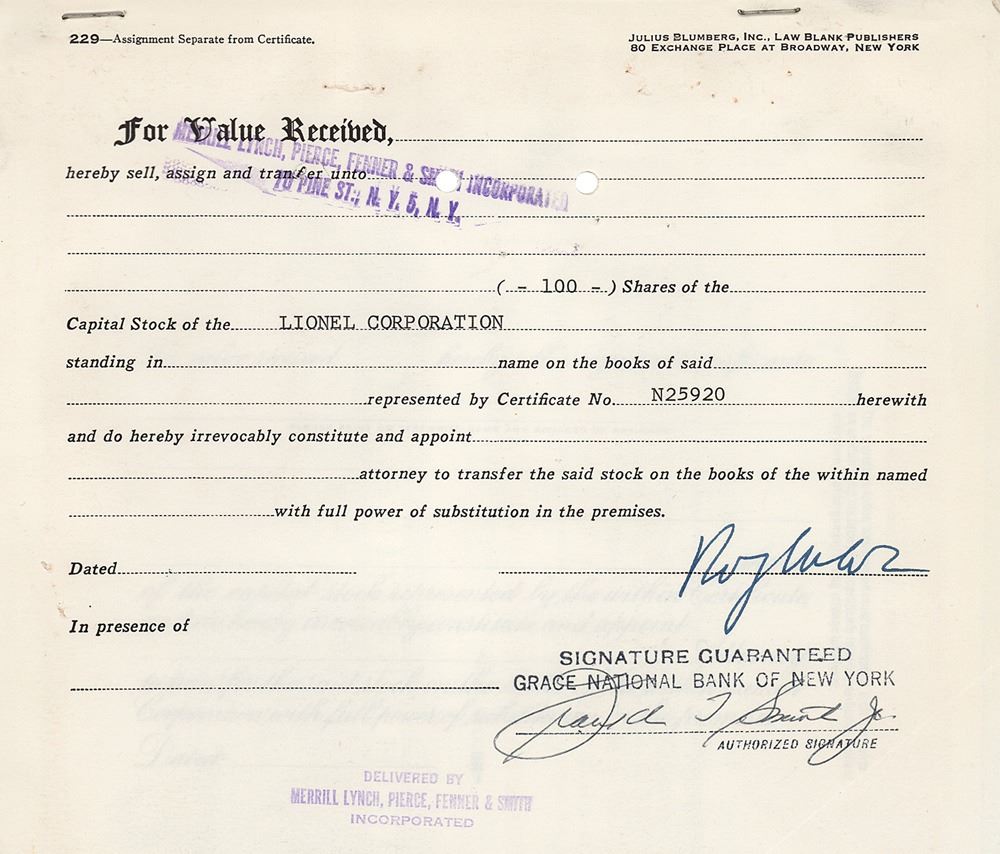 229—Assignment Separate from Certificate.
JULIUS BLUMBERG, INC., LAW BLANK PUBLISHERS
80 EXCHANGE PLACE AT BROADWAY, NEW YORK
For Value Received,
MERRILL LYNCH, PIERCE, FENNER & SMITH INCORPORATED
hereby sell, assign and transfer unto
70 PINE ST., N. Y. 5, N. Y.
( - 100 - ) Shares of the
Capital Stock of the LIONEL CORPORATION
standing in name on the books of said
represented by Certificate No. N25920 herewith
and do hereby irrevocably constitute and appoint
attorney to transfer the said stock on the books of the within named
with full power of substitution in the premises.
Dated
In presence of
SIGNATURE GUARANTEED
GRACE NATIONAL BANK OF NEW YORK
AUTHORIZED SIGNATURE
DELIVERED BY
MERRILL LYNCH, PIERCE, FENNER & SMITH
INCORPORATED